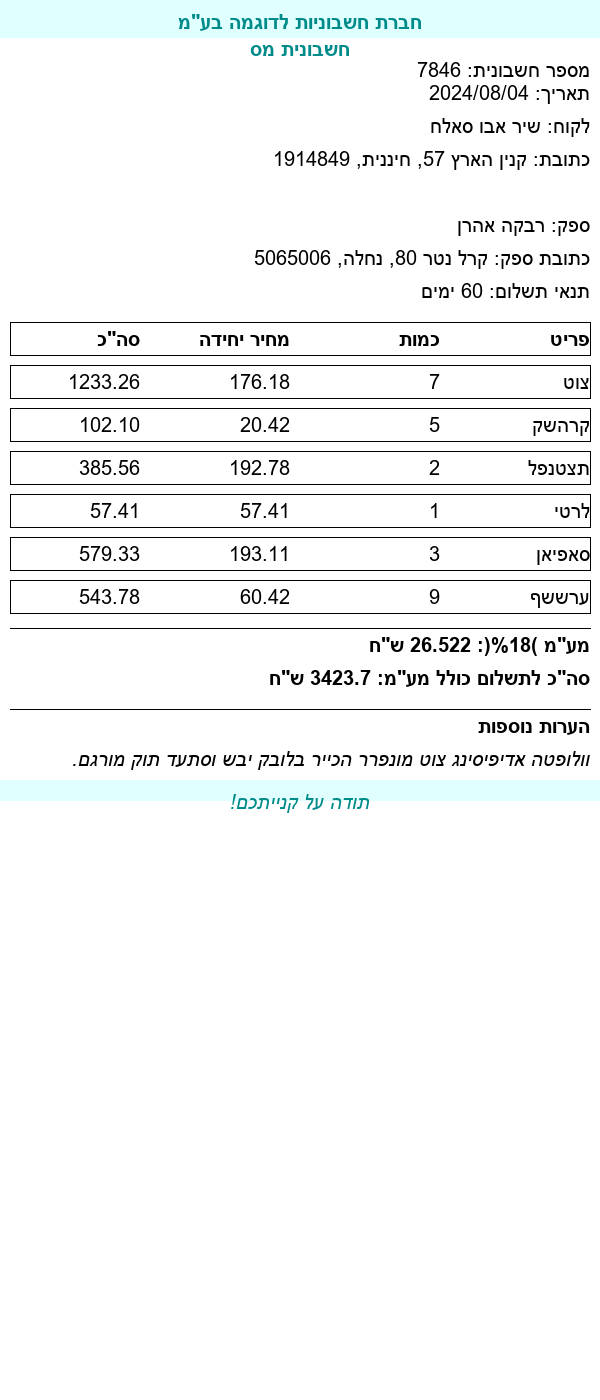 חברת חשבוניות לדוגמה בע"מ
חשבונית מס
מספר חשבונית: 7846
תאריך: 2024/08/04
לקוח: שיר אבו סאלח
כתובת: קנין הארץ 57, חיננית, 1914849
ספק: רבקה אהרן
כתובת ספק: קרל נטר 80, נחלה, 5065006
תנאי תשלום: 60 ימים
פריט כמות מחיר יחידה סה"כ
צוט 7 176.18 1233.26
קרהשק 5 20.42 102.10
תצטנפל 2 192.78 385.56
לרטי 1 57.41 57.41
סאפיאן 3 193.11 579.33
ערששף 9 60.42 543.78
מע"מ )18%(: 26.522 ש"ח
סה"כ לתשלום כולל מע"מ: 3423.7 ש"ח
הערות נוספות
וולופטה אדיפיסינג צוט מונפרר הכייר בלובק יבש וסתעד תוק מורגם.
תודה על קנייתכם!